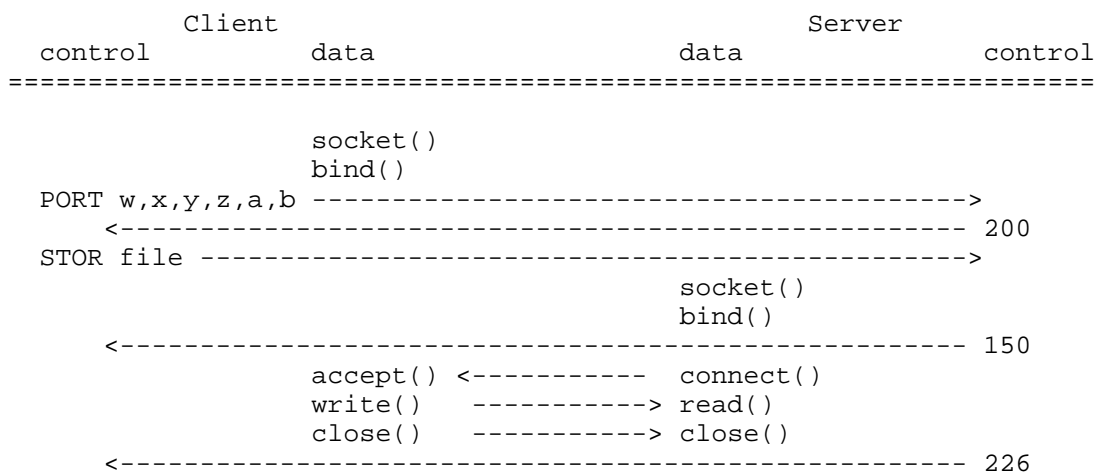 Client Server
control data data control
====================================================================
socket()
bind()
PORT w,x,y,z,a,b ----------------------------------------->
<----------------------------------------------------- 200
STOR file ------------------------------------------------>
socket()
bind()
<----------------------------------------------------- 150
accept() <----------- connect()
write() -----------> read()
close() -----------> close()
<----------------------------------------------------- 226